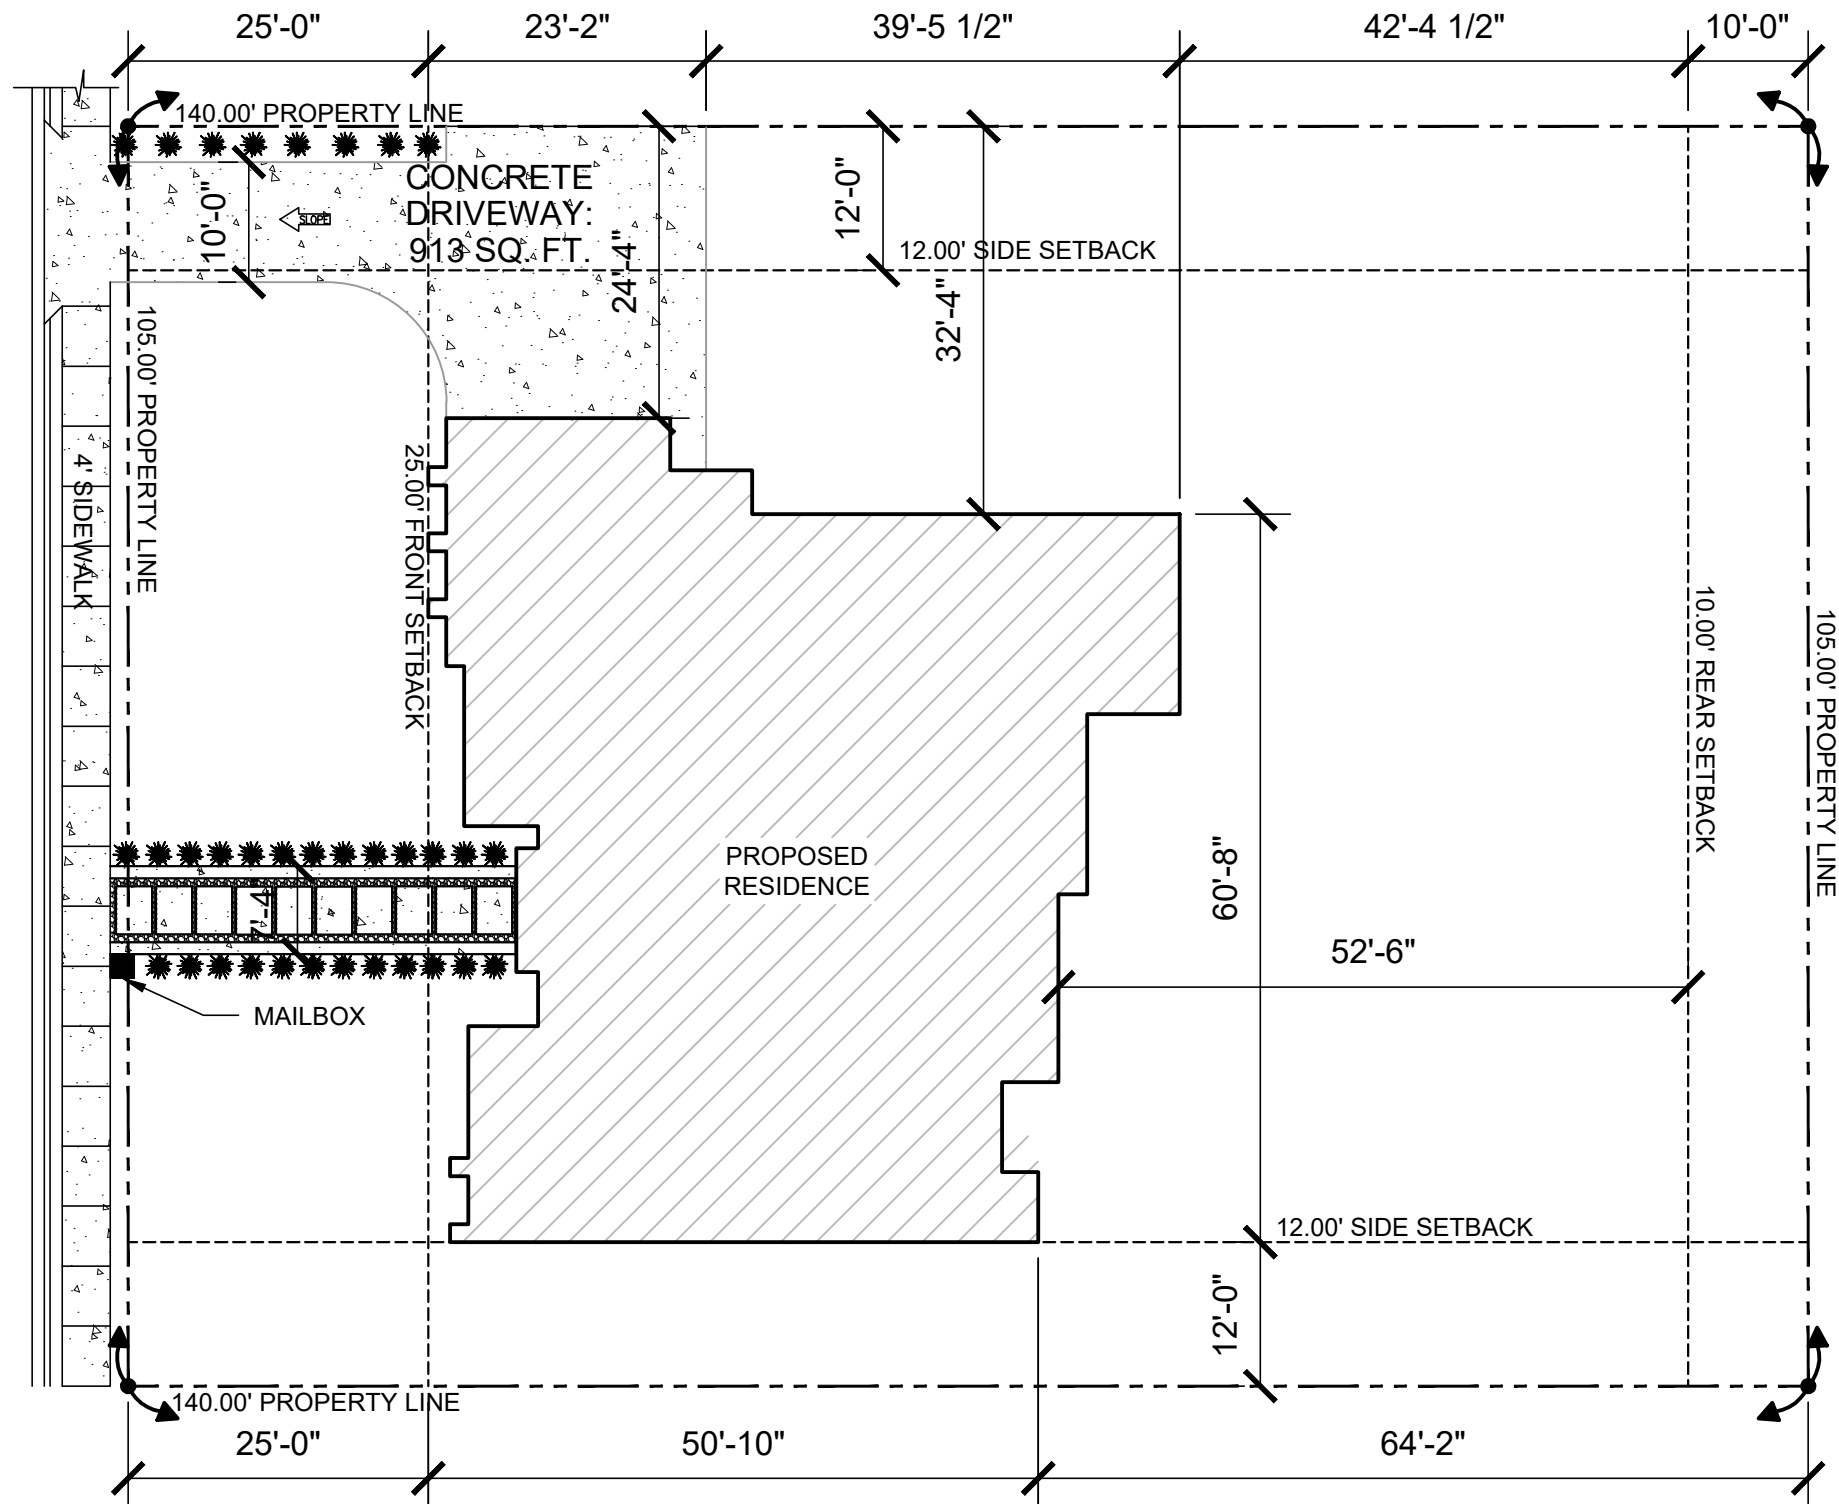 25'-0"
23'-2"
39'-5 1/2"
42'-4 1/2"
10'-0"
140.00' PROPERTY LINE
CONCRETE
DRIVEWAY:
913 SQ. FT.
10'-0"
SLOPE
24'-4"
12'-0"
12.00' SIDE SETBACK
32'-4"
105.00' PROPERTY LINE
4' SIDEWALK
25.00' FRONT SETBACK
10.00' REAR SETBACK
105.00' PROPERTY LINE
PROPOSED
RESIDENCE
60'-8"
7'-4"
52'-6"
MAILBOX
12.00' SIDE SETBACK
12'-0"
140.00' PROPERTY LINE
25'-0"
50'-10"
64'-2"